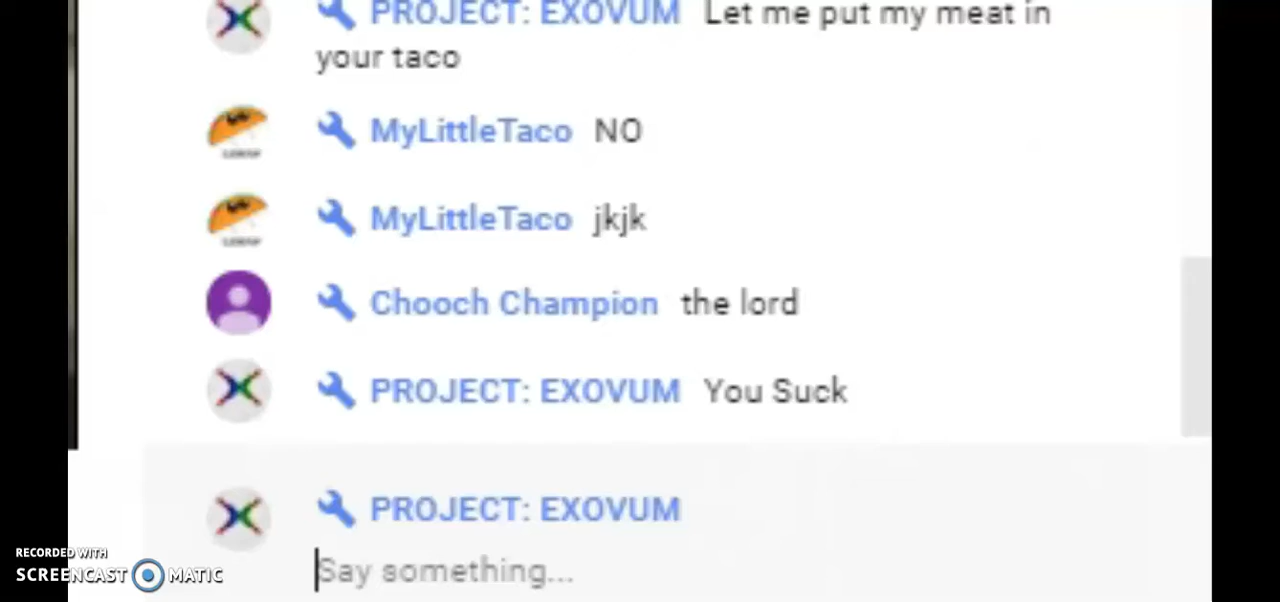 PROJECT: EXOVUM Let me put my meat in
your taco
MyLittleTaco NO
MyLittleTaco jkjk
Chooch Champion the lord
PROJECT: EXOVUM You Suck
PROJECT: EXOVUM
Say something...
RECORDED WITH
SCREENCAST MATIC